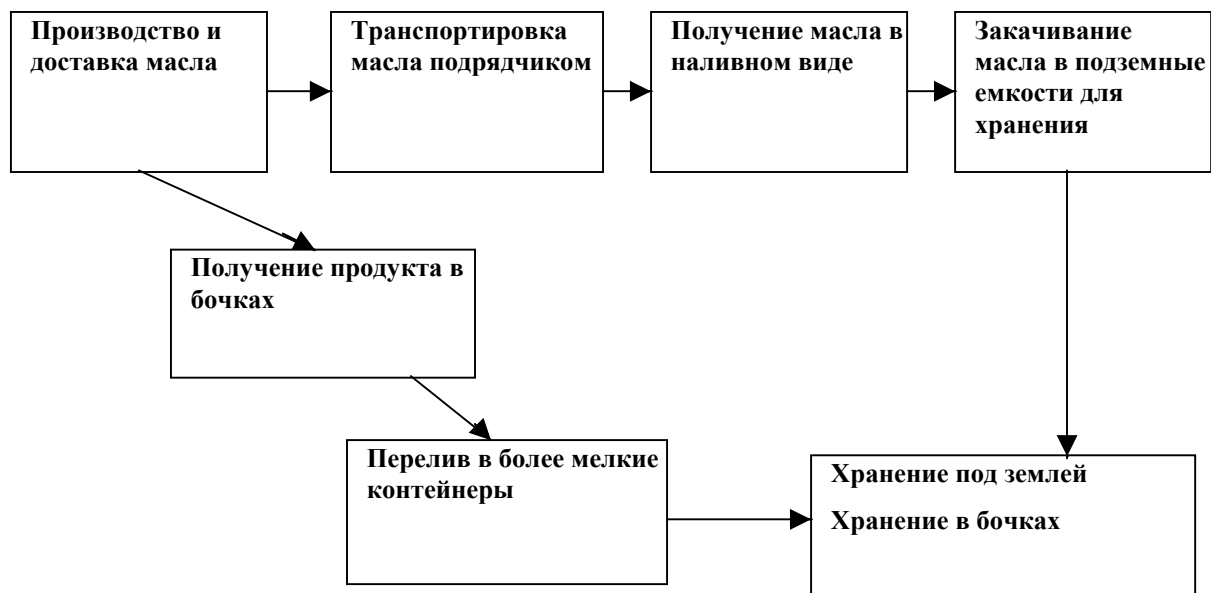 Производство и
доставка масла
Транспортировка
масла подрядчиком
Получение масла в
наливном виде
Закачивание
масла в подземные
емкости для
хранения
Получение продукта в
бочках
Перелив в более мелкие
контейнеры
Хранение под землей
Хранение в бочках